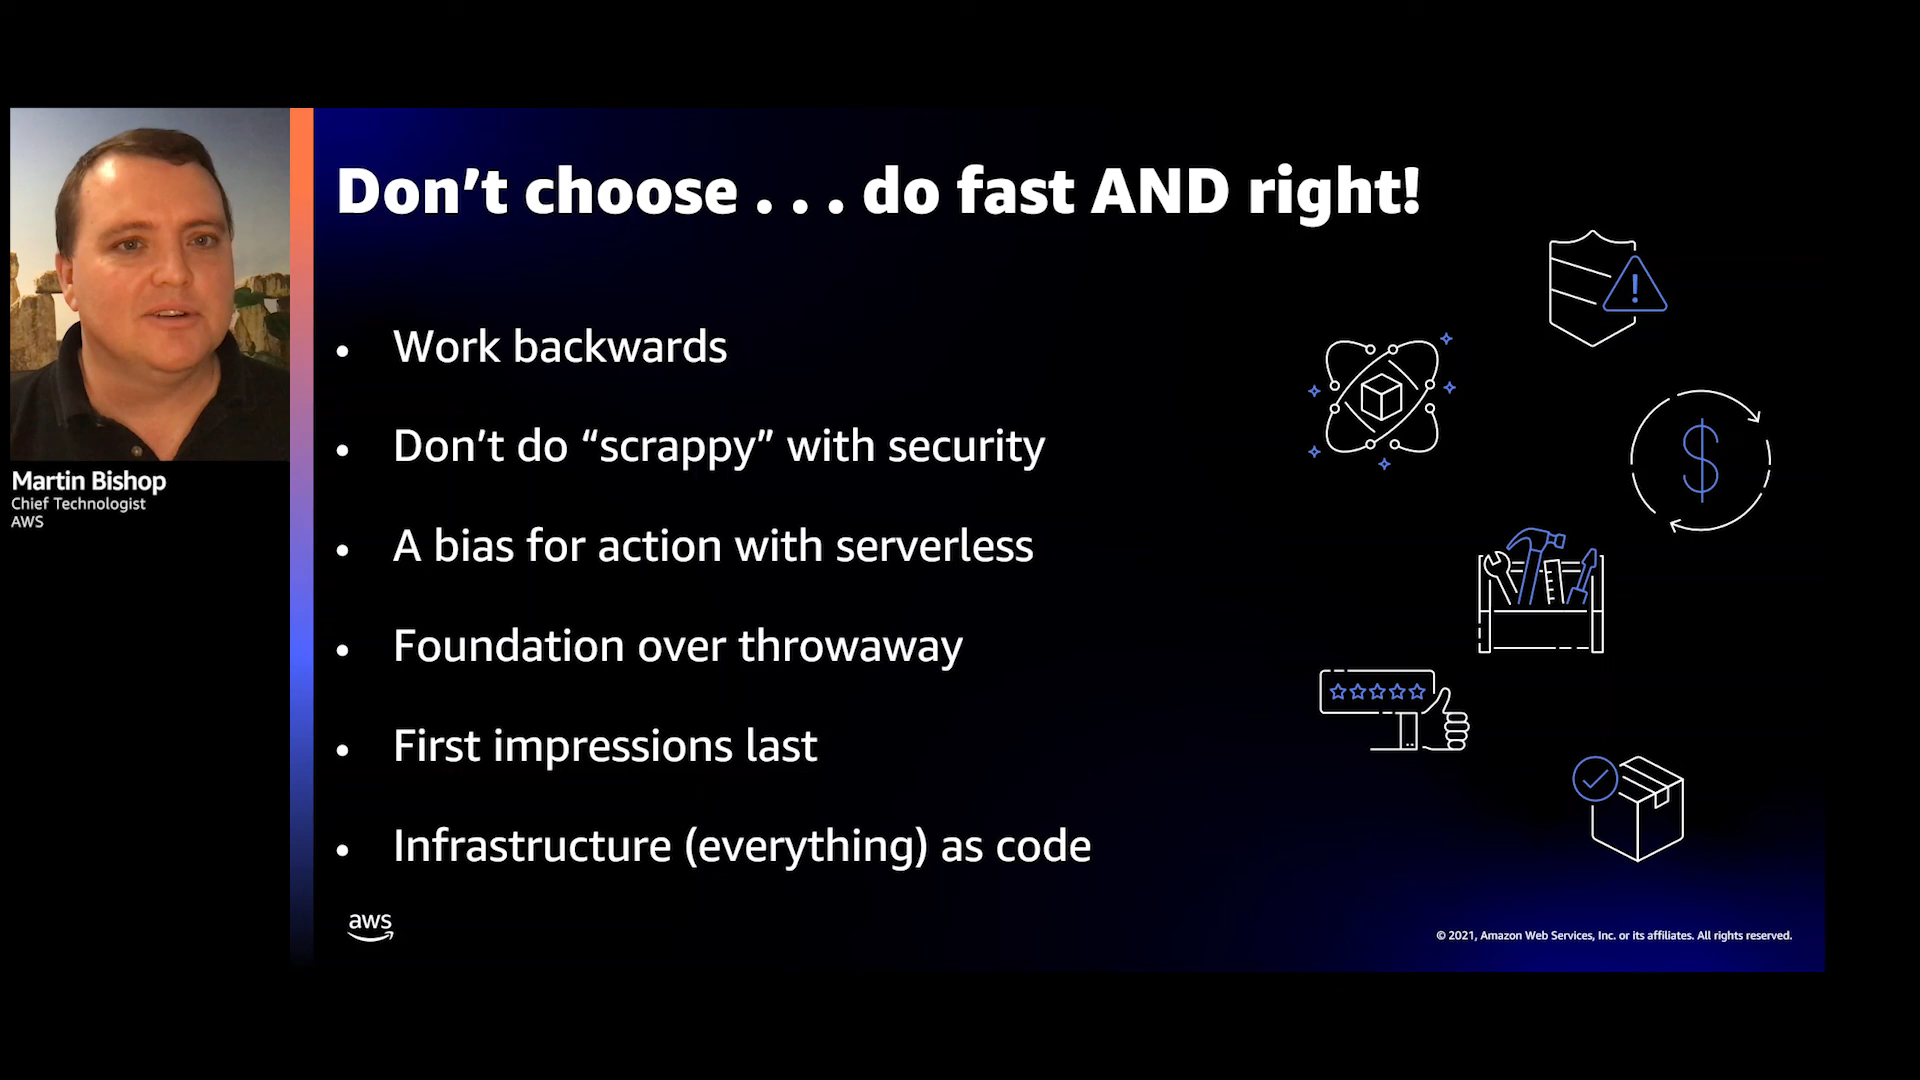 Don’t choose . . . do fast AND right!
• Work backwards
• Don’t do “scrappy” with security
• A bias for action with serverless
• Foundation over throwaway
• First impressions last
• Infrastructure (everything) as code
Martin Bishop
Chief Technologist
AWS
aws
© 2021, Amazon Web Services, Inc. or its affiliates. All rights reserved.